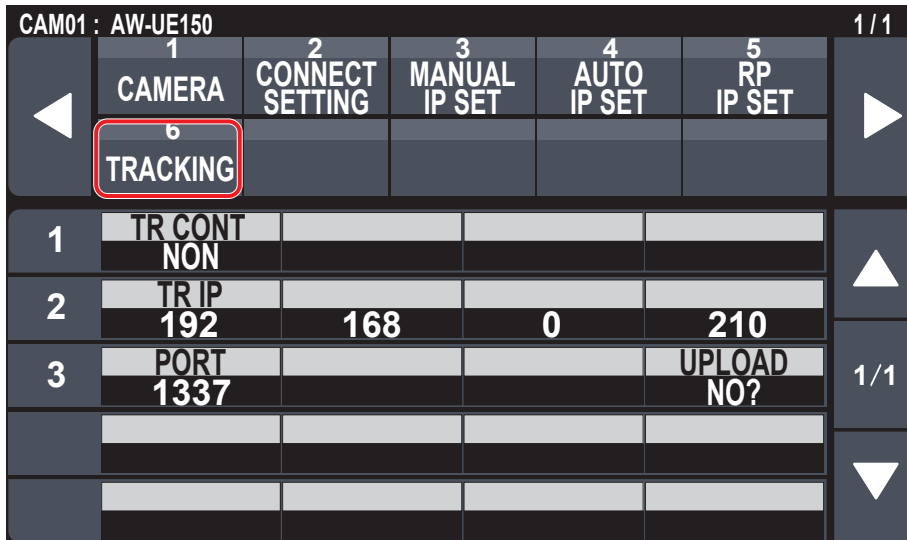 CAM01 : AW-UE150 1 / 1
1 2 3 4 5
CAMERA CONNECT SETTING MANUAL IP SET AUTO IP SET RP IP SET
6
TRACKING
1 TR CONT
NON
2 TR IP
192 168 0 210
3 PORT UPLOAD
1337 NO?
1/1